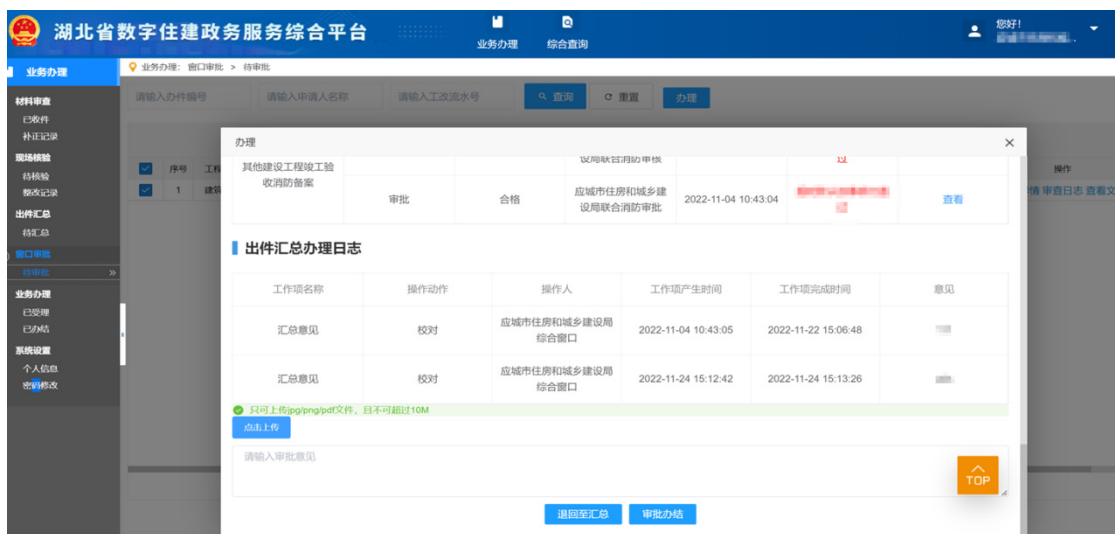 湖北省数字住建政务服务综合平台
业务办理
综合查询
您好！
业务办理
业务办理：窗口审批 > 待审批
材料审查
已收件
补正记录
现场核验
待核验
整改记录
出件汇总
待汇总
窗口审批
待审批
业务办理
已受理
已办结
系统设置
个人信息
密码修改
请输入办件编号 请输入申请人名称 请输入工改流水号 查询 重置 办理
序号 工程 操作
1 建筑 情 审查日志 查看文
办理
其他建设工程竣工验
收消防备案
设局联合消防审核
过
审批 合格 应城市住房和城乡建
设局联合消防审批
2022-11-04 10:43:04
查看
出件汇总办理日志
工作项名称 操作动作 操作人 工作项产生时间 工作项完成时间 意见
汇总意见 校对 应城市住房和城乡建设局
综合窗口
2022-11-04 10:43:05 2022-11-22 15:06:48
汇总意见 校对 应城市住房和城乡建设局
综合窗口
2022-11-24 15:12:42 2022-11-24 15:13:26
只可上传jpg/png/pdf文件，且不可超过10M
点击上传
请输入审批意见
TOP
退回至汇总 审批办结